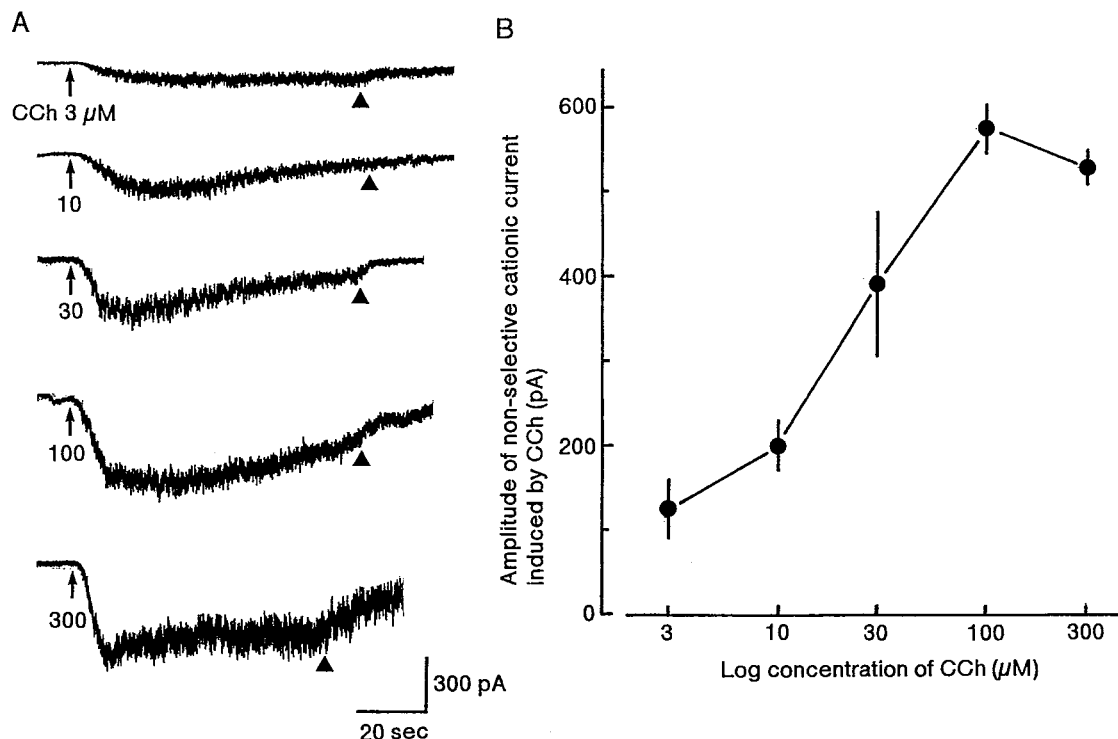 A
CCh 3 µM
10
30
100
300
300 pA
20 sec
B
Amplitude of non-selective cationic current
induced by CCh (pA)
600
400
200
0
3 10 30 100 300
Log concentration of CCh (µM)